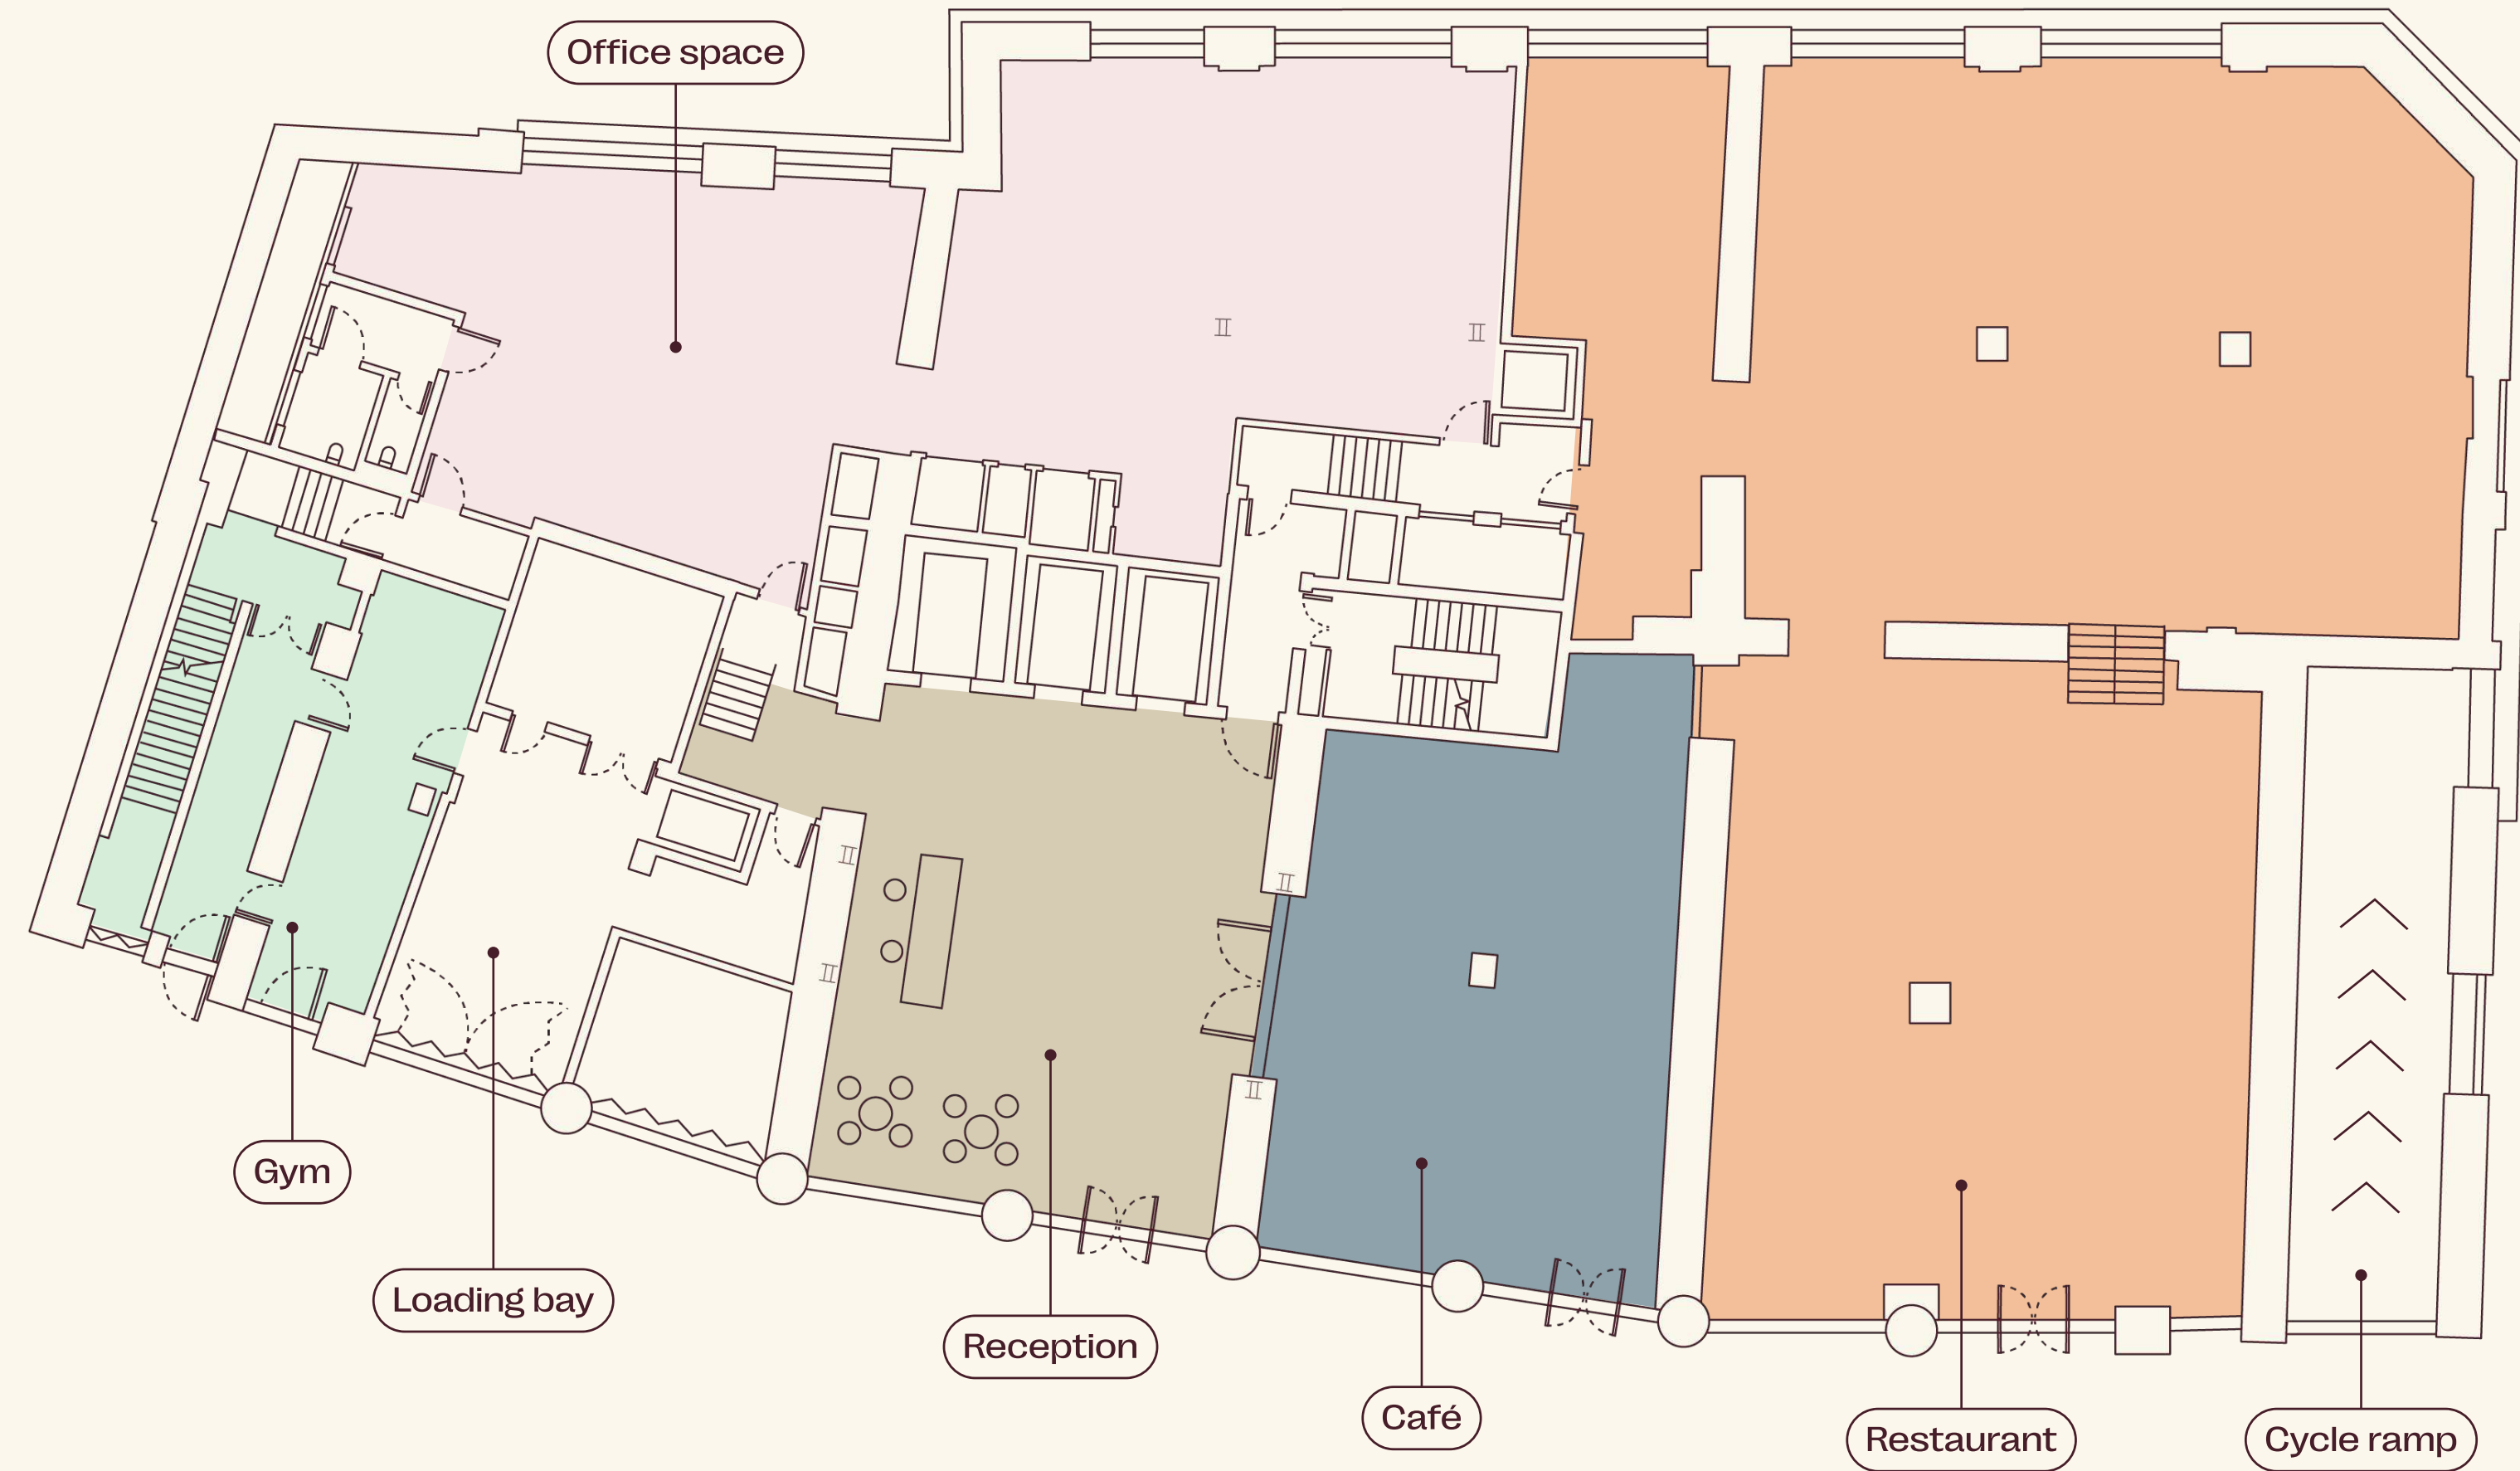 Office space
Gym
Loading bay
Reception
Café
Restaurant
Cycle ramp